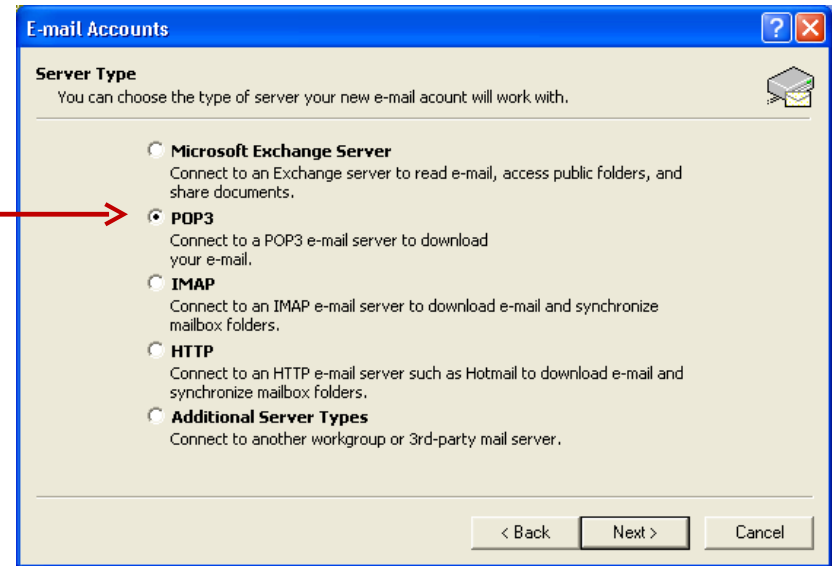 E-mail Accounts
Server Type
You can choose the type of server your new e-mail acount will work with.
Microsoft Exchange Server
Connect to an Exchange server to read e-mail, access public folders, and
share documents.
POP3
Connect to a POP3 e-mail server to download
your e-mail.
IMAP
Connect to an IMAP e-mail server to download e-mail and synchronize
mailbox folders.
HTTP
Connect to an HTTP e-mail server such as Hotmail to download e-mail and
synchronize mailbox folders.
Additional Server Types
Connect to another workgroup or 3rd-party mail server.
< Back Next > Cancel